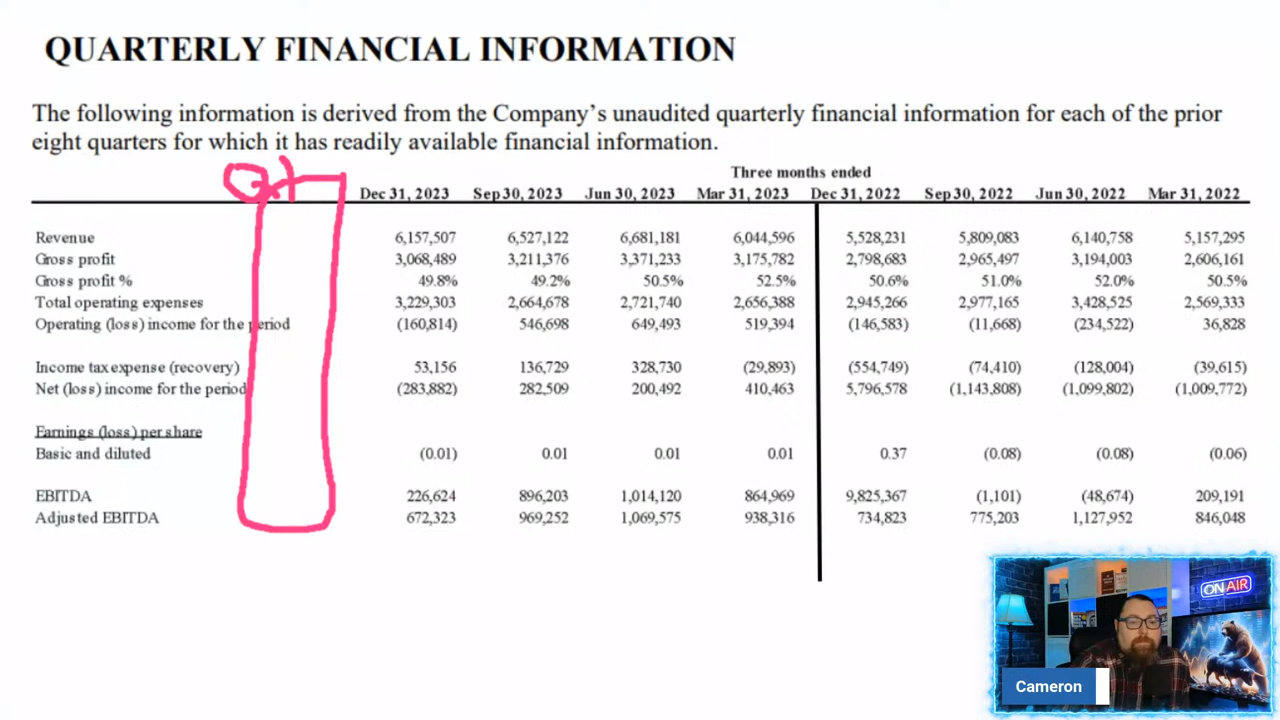 QUARTERLY FINANCIAL INFORMATION
The following information is derived from the Company’s unaudited quarterly financial information for each of the prior
eight quarters for which it has readily available financial information.
Three months ended
Dec 31, 2023 Sep 30, 2023 Jun 30, 2023 Mar 31, 2023 Dec 31, 2022 Sep 30, 2022 Jun 30, 2022 Mar 31, 2022
Revenue 6,157,507 6,527,122 6,681,181 6,044,596 5,528,231 5,809,083 6,140,758 5,157,295
Gross profit 3,068,489 3,211,376 3,371,233 3,175,782 2,798,683 2,965,497 3,194,003 2,606,161
Gross profit % 49.8% 49.2% 50.5% 52.5% 50.6% 51.0% 52.0% 50.5%
Total operating expenses 3,229,303 2,664,678 2,721,740 2,656,388 2,945,266 2,977,165 3,428,525 2,569,333
Operating (loss) income for the period (160,814) 546,698 649,493 519,394 (146,583) (11,668) (234,522) 36,828
Income tax expense (recovery) 53,156 136,729 328,730 (29,893) (554,749) (74,410) (128,004) (39,615)
Net (loss) income for the period (283,882) 282,509 200,492 410,463 5,796,578 (1,143,808) (1,099,802) (1,009,772)
Earnings (loss) per share
Basic and diluted (0.01) 0.01 0.01 0.01 0.37 (0.08) (0.08) (0.06)
EBITDA 226,624 896,203 1,014,120 864,969 9,825,367 (1,101) (48,674) 209,191
Adjusted EBITDA 672,323 969,252 1,069,575 938,316 734,823 775,203 1,127,952 846,048
ON AIR
Cameron